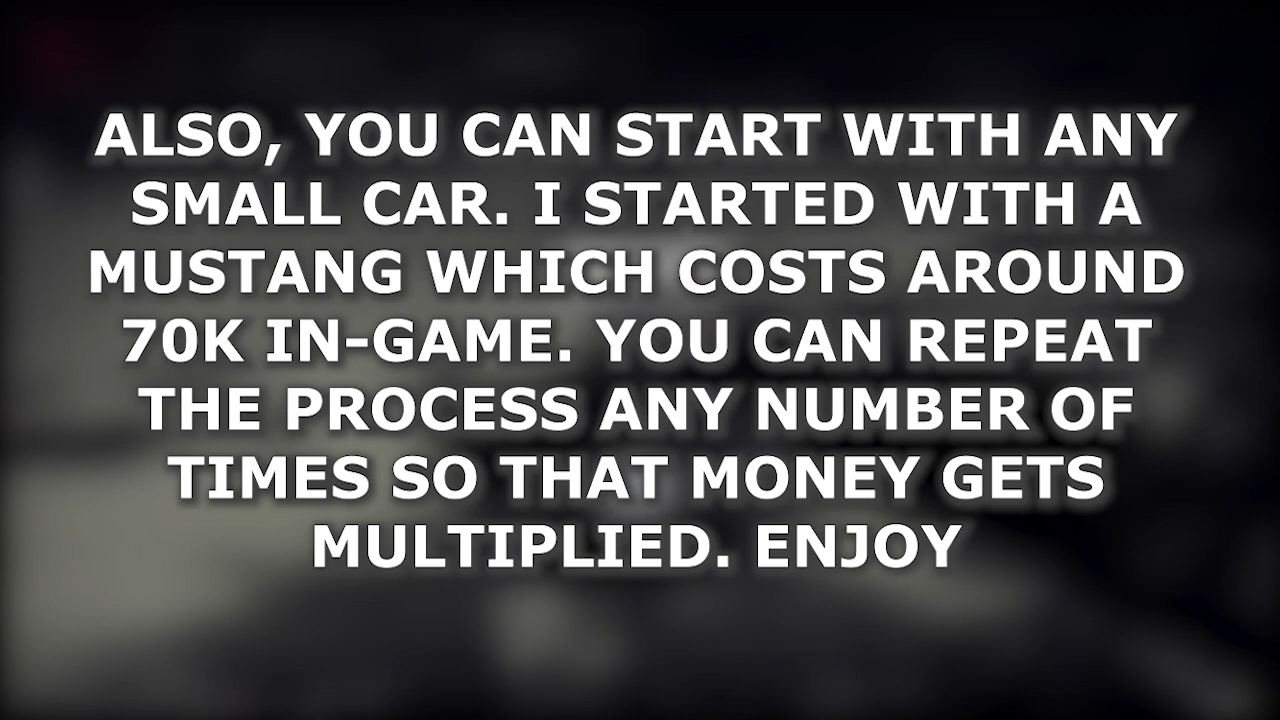 ALSO, YOU CAN START WITH ANY
SMALL CAR. I STARTED WITH A
MUSTANG WHICH COSTS AROUND
70K IN-GAME. YOU CAN REPEAT
THE PROCESS ANY NUMBER OF
TIMES SO THAT MONEY GETS
MULTIPLIED. ENJOY